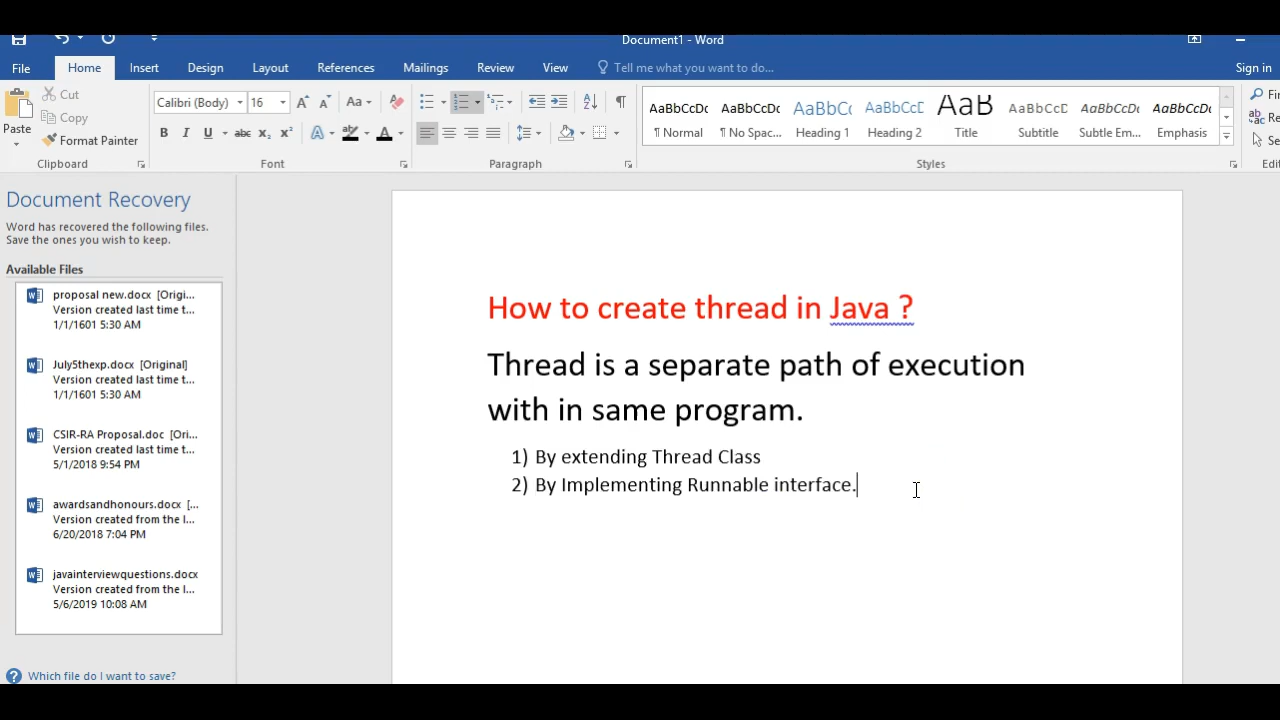 Document1 - Word
File Home Insert Design Layout References Mailings Review View Tell me what you want to do... Sign in
Paste
Cut
Copy
Format Painter
Clipboard
Calibri (Body) 16
Font
Paragraph
AaBbCcDc AaBbCcDc AaBbC AaBbCcE AaB AaBbCcD AaBbCcDc AaBbCcDc
¶ Normal ¶ No Spac... Heading 1 Heading 2 Title Subtitle Subtle Em... Emphasis
Styles
Document Recovery
Word has recovered the following files.
Save the ones you wish to keep.
Available Files
proposal new.docx [Origi...
Version created last time t...
1/1/1601 5:30 AM
July5thexp.docx [Original]
Version created last time t...
1/1/1601 5:30 AM
CSIR-RA Proposal.doc [Ori...
Version created last time t...
5/1/2018 9:54 PM
awardsandhonours.docx [...
Version created from the l...
6/20/2018 7:04 PM
javainterviewquestions.docx
Version created from the l...
5/6/2019 10:08 AM
Which file do I want to save?
How to create thread in Java ?
Thread is a separate path of execution
with in same program.
1) By extending Thread Class
2) By Implementing Runnable interface.